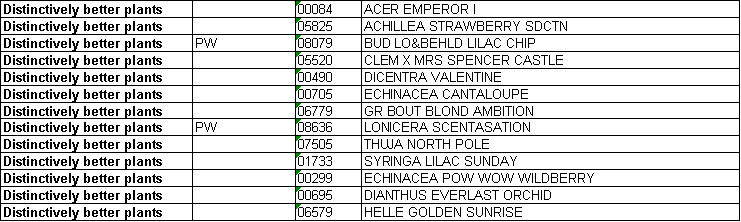 Distinctively better plants 00084 ACER EMPEROR I
Distinctively better plants 05825 ACHILLEA STRAWBERRY SDCTN
Distinctively better plants PW 08079 BUD LO&BEHLD LILAC CHIP
Distinctively better plants 05520 CLEM X MRS SPENCER CASTLE
Distinctively better plants 00490 DICENTRA VALENTINE
Distinctively better plants 00705 ECHINACEA CANTALOUPE
Distinctively better plants 06779 GR BOUT BLOND AMBITION
Distinctively better plants PW 08636 LONICERA SCENTASATION
Distinctively better plants 07505 THUJA NORTH POLE
Distinctively better plants 01733 SYRINGA LILAC SUNDAY
Distinctively better plants 00299 ECHINACEA POW WOW WILDBERRY
Distinctively better plants 00695 DIANTHUS EVERLAST ORCHID
Distinctively better plants 06579 HELLE GOLDEN SUNRISE